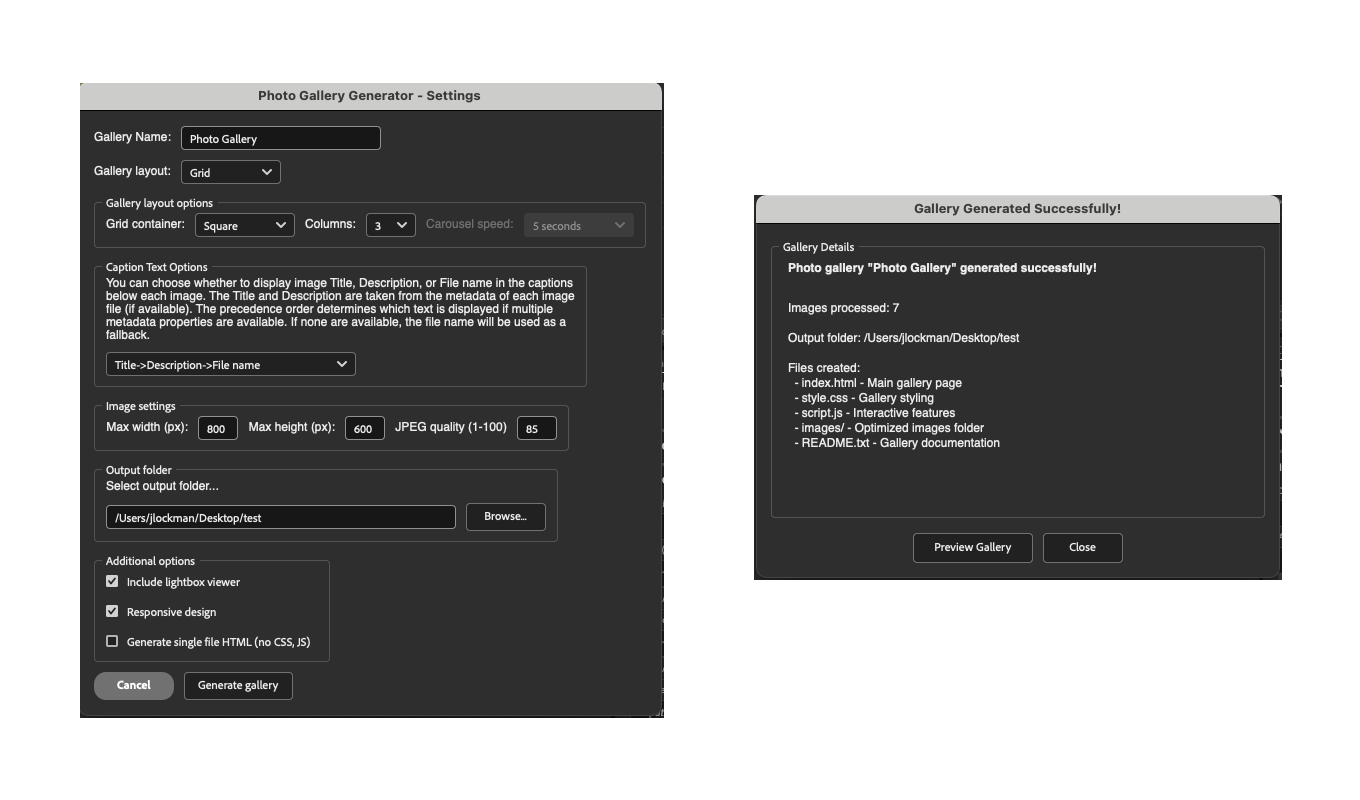 Photo Gallery Generator - Settings
Gallery Name: Photo Gallery
Gallery layout: Grid
Gallery layout options
Grid container: Square Columns: 3 Carousel speed: 5 seconds
Caption Text Options
You can choose whether to display image Title, Description, or File name in the captions
below each image. The Title and Description are taken from the metadata of each image
file (if available). The precedence order determines which text is displayed if multiple
metadata properties are available. If none are available, the file name will be used as a
fallback.
Title->Description->File name
Image settings
Max width (px): 800 Max height (px): 600 JPEG quality (1-100) 85
Output folder
Select output folder...
/Users/jlockman/Desktop/test Browse...
Additional options
Include lightbox viewer
Responsive design
Generate single file HTML (no CSS, JS)
Cancel Generate gallery
Gallery Generated Successfully!
Gallery Details
Photo gallery "Photo Gallery" generated successfully!
Images processed: 7
Output folder: /Users/jlockman/Desktop/test
Files created:
- index.html - Main gallery page
- style.css - Gallery styling
- script.js - Interactive features
- images/ - Optimized images folder
- README.txt - Gallery documentation
Preview Gallery Close